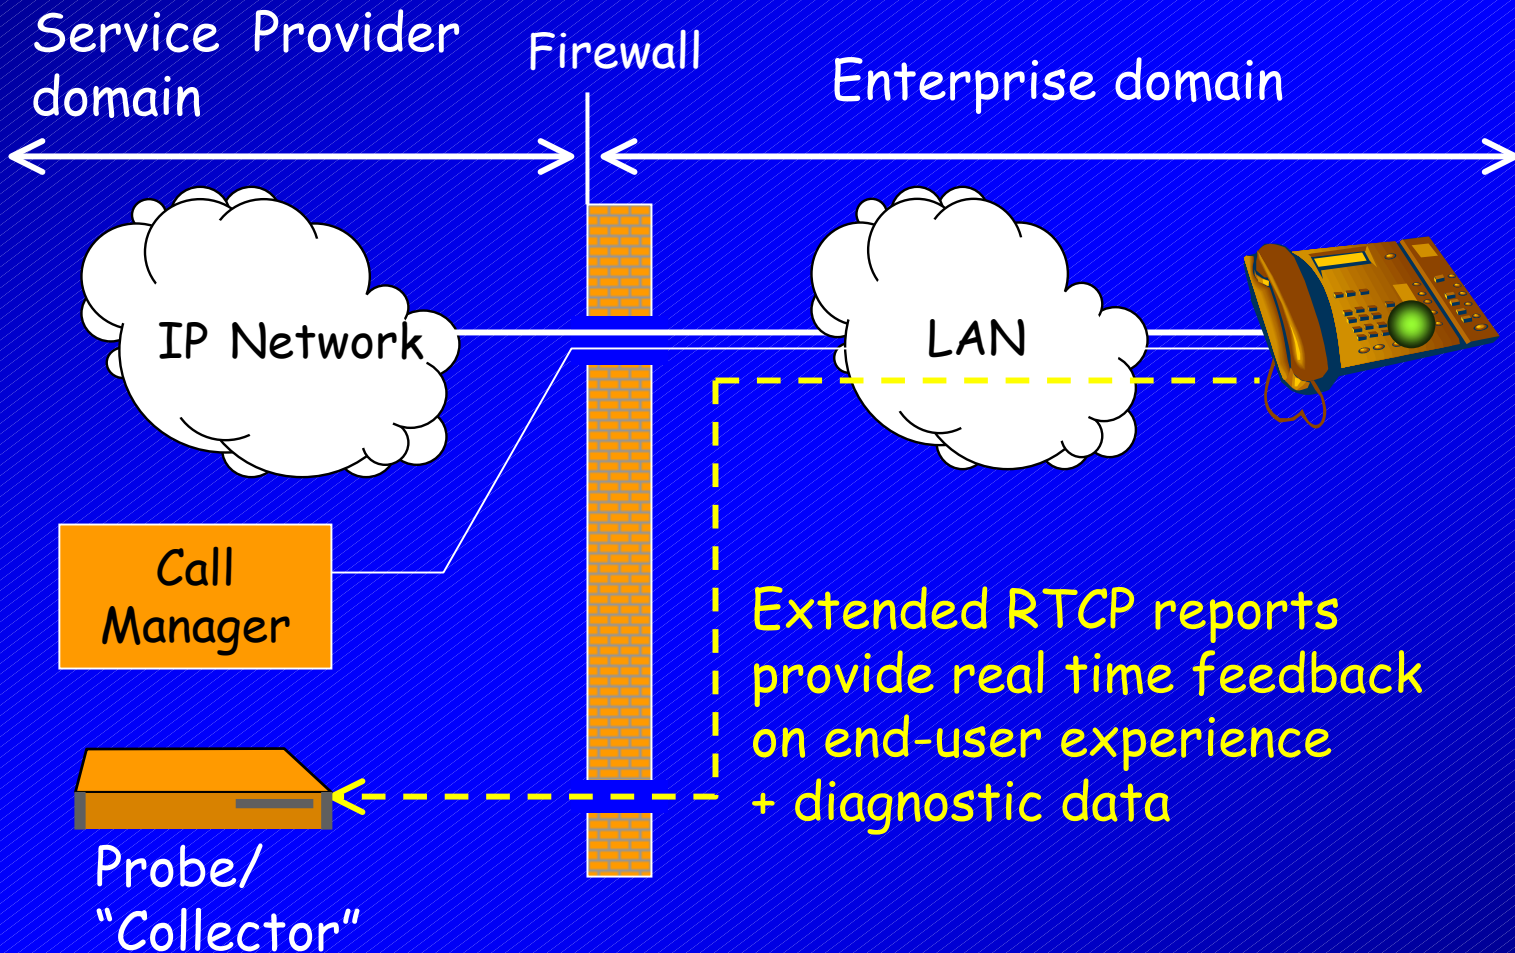 Service Provider
domain
Firewall
Enterprise domain
IP Network
LAN
Call
Manager
Extended RTCP reports
provide real time feedback
on end-user experience
+ diagnostic data
Probe/
“Collector”